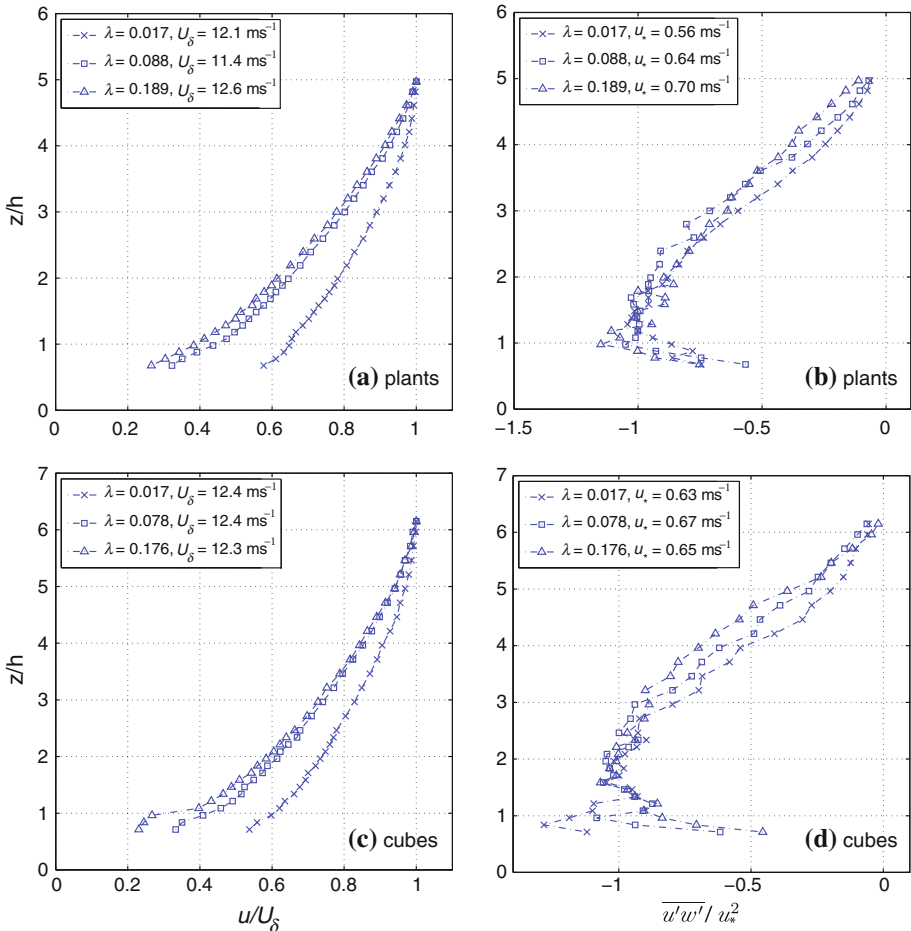 λ = 0.017, U_δ = 12.1 ms⁻¹
λ = 0.088, U_δ = 11.4 ms⁻¹
λ = 0.189, U_δ = 12.6 ms⁻¹
6
5
4
3
2
1
0
z/h
0
0.2
0.4
0.6
0.8
1
(a) plants
λ = 0.017, u_* = 0.56 ms⁻¹
λ = 0.088, u_* = 0.64 ms⁻¹
λ = 0.189, u_* = 0.70 ms⁻¹
6
5
4
3
2
1
0
−1.5
−1
−0.5
0
(b) plants
λ = 0.017, U_δ = 12.4 ms⁻¹
λ = 0.078, U_δ = 12.4 ms⁻¹
λ = 0.176, U_δ = 12.3 ms⁻¹
7
6
5
4
3
2
1
0
z/h
0
0.2
0.4
0.6
0.8
1
(c) cubes
u/U_δ
λ = 0.017, u_* = 0.63 ms⁻¹
λ = 0.078, u_* = 0.67 ms⁻¹
λ = 0.176, u_* = 0.65 ms⁻¹
7
6
5
4
3
2
1
0
−1
−0.5
0
(d) cubes
u′w′ / u_*²